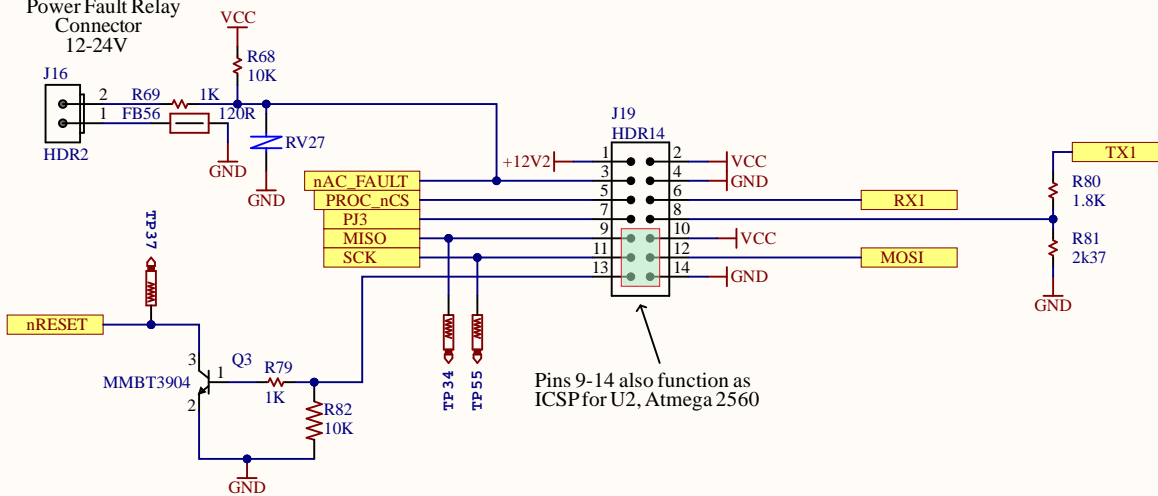 Power Fault Relay
Connector
12-24V
VCC
R68
10K
J16
2
R69
1K
1
FB56
120R
HDR2
GND
RV27
GND
J19
HDR14
+12V2
1
2
VCC
nAC_FAULT
3
4
GND
PROC_nCS
5
6
RX1
PJ3
7
8
MISO
9
10
VCC
SCK
11
12
MOSI
13
14
GND
TX1
R80
1.8K
R81
2k37
GND
TP37
nRESET
3
Q3
1
MMBT3904
2
R79
1K
R82
10K
GND
TP34
TP55
Pins 9-14 also function as
ICSP for U2, Atmega 2560